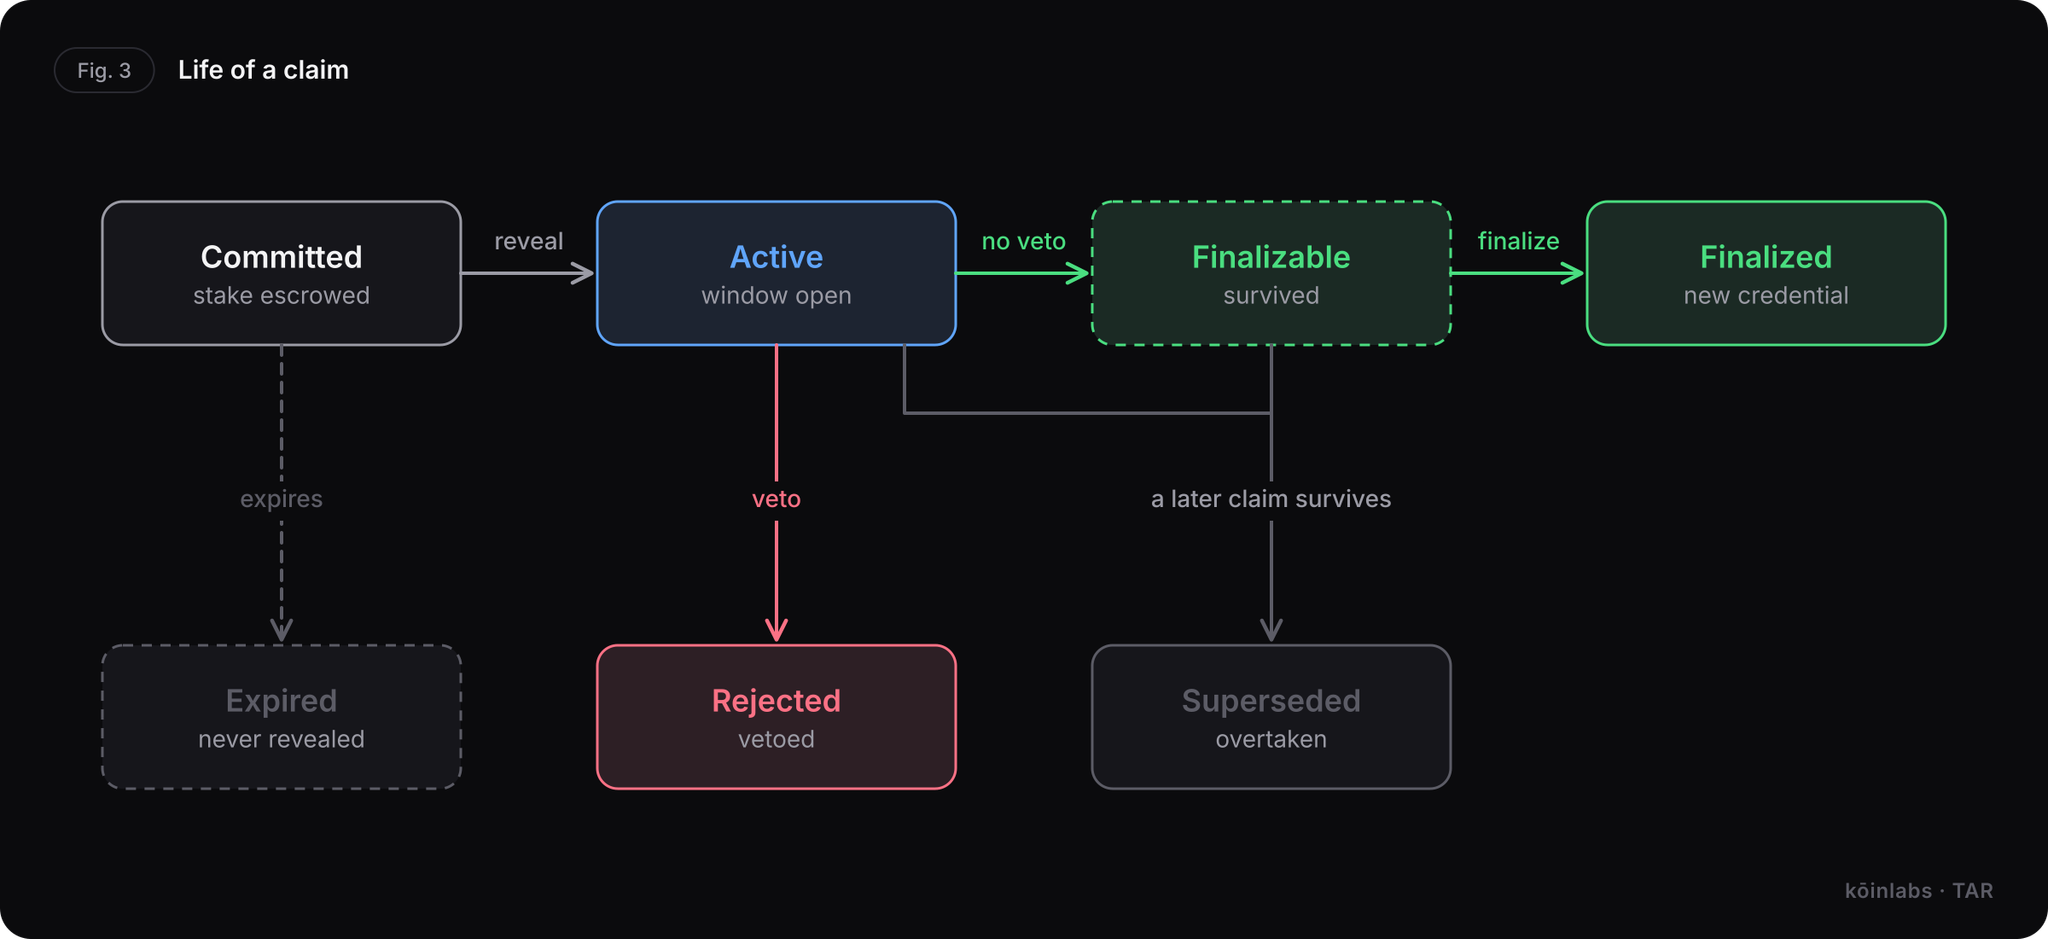 Fig. 3
Life of a claim
Committed
stake escrowed
reveal
Active
window open
no veto
Finalizable
survived
finalize
Finalized
new credential
expires
veto
a later claim survives
Expired
never revealed
Rejected
vetoed
Superseded
overtaken
kōinlabs · TAR